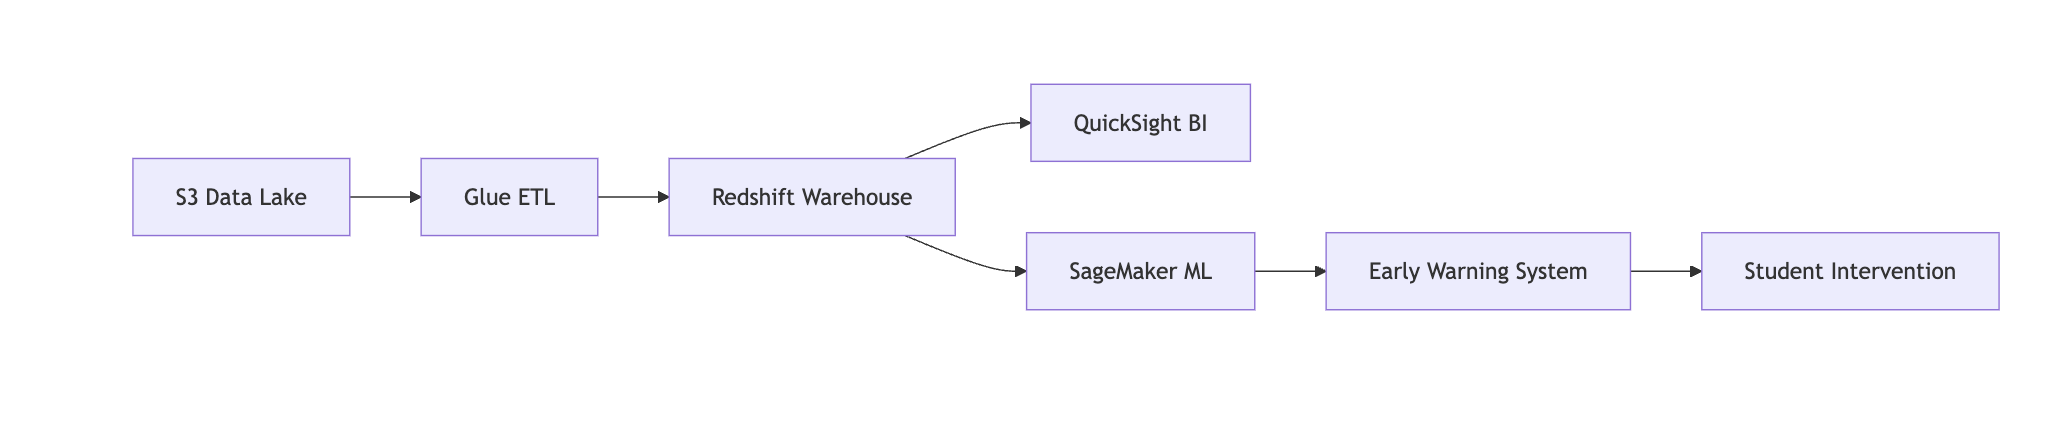 S3 Data Lake
Glue ETL
Redshift Warehouse
QuickSight BI
SageMaker ML
Early Warning System
Student Intervention